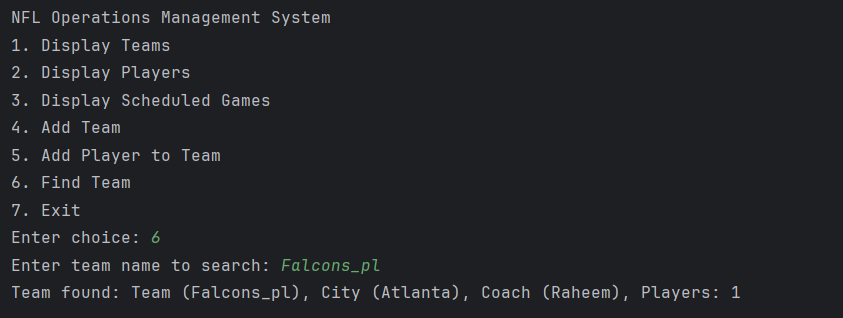 NFL Operations Management System
1. Display Teams
2. Display Players
3. Display Scheduled Games
4. Add Team
5. Add Player to Team
6. Find Team
7. Exit
Enter choice: 6
Enter team name to search: Falcons_pl
Team found: Team (Falcons_pl), City (Atlanta), Coach (Raheem), Players: 1